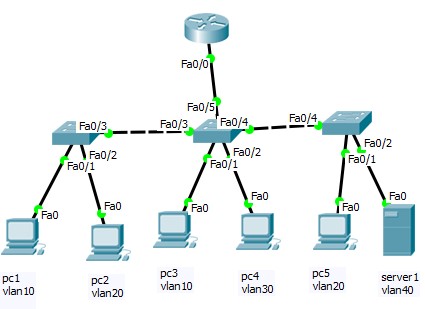 Fa0/0
Fa0/5
Fa0/3
Fa0/3
Fa0/4
Fa0/4
Fa0/2
Fa0/1
Fa0/2
Fa0/1
Fa0/2
Fa0/1
Fa0
Fa0
Fa0
Fa0
Fa0
Fa0
pc1
vlan10
pc2
vlan20
pc3
vlan10
pc4
vlan30
pc5
vlan20
server1
vlan40